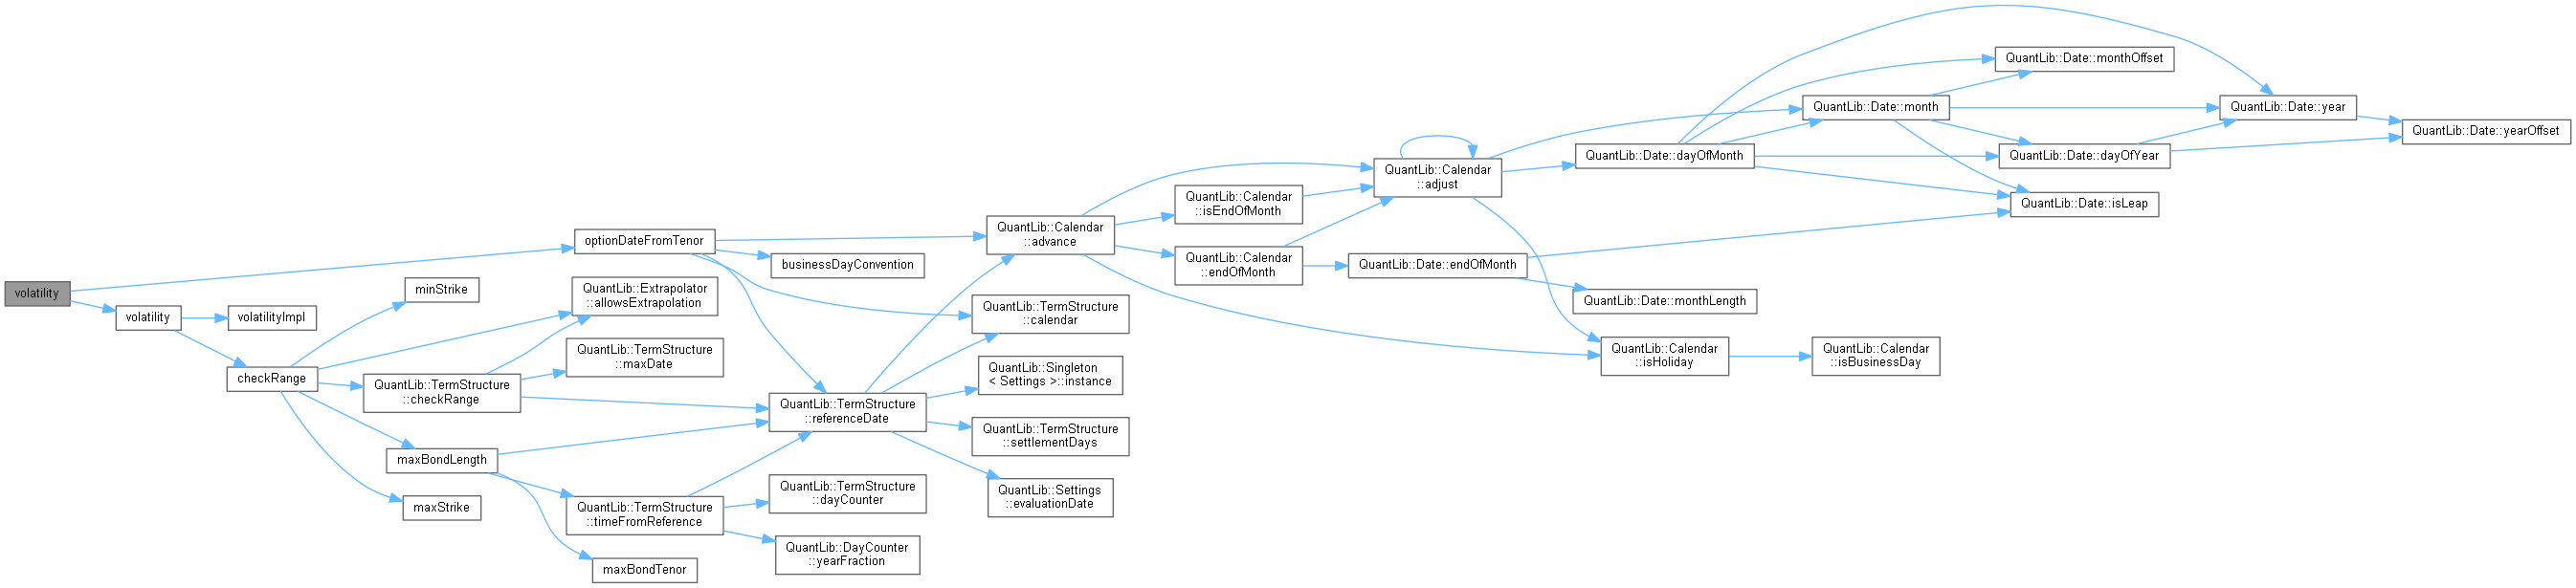 volatility
optionDateFromTenor
volatility
volatilityImpl
checkRange
minStrike
QuantLib::Extrapolator
::allowsExtrapolation
QuantLib::TermStructure
::maxDate
QuantLib::TermStructure
::checkRange
maxBondLength
maxStrike
QuantLib::TermStructure
::timeFromReference
maxBondTenor
businessDayConvention
QuantLib::TermStructure
::referenceDate
QuantLib::TermStructure
::dayCounter
QuantLib::DayCounter
::yearFraction
QuantLib::Calendar
::advance
QuantLib::TermStructure
::calendar
QuantLib::Singleton
< Settings >::instance
QuantLib::TermStructure
::settlementDays
QuantLib::Settings
::evaluationDate
QuantLib::Calendar
::isEndOfMonth
QuantLib::Calendar
::endOfMonth
QuantLib::Calendar
::adjust
QuantLib::Date::endOfMonth
QuantLib::Date::dayOfMonth
QuantLib::Date::monthLength
QuantLib::Calendar
::isHoliday
QuantLib::Calendar
::isBusinessDay
QuantLib::Date::month
QuantLib::Date::monthOffset
QuantLib::Date::dayOfYear
QuantLib::Date::isLeap
QuantLib::Date::year
QuantLib::Date::yearOffset